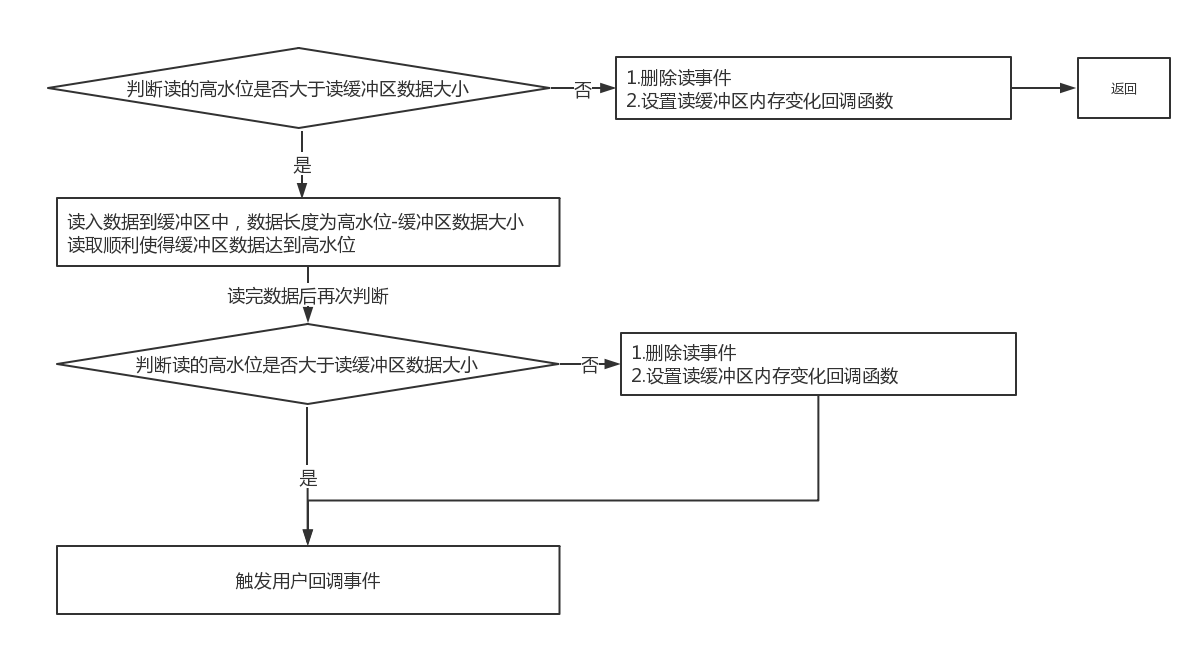 判断读的高水位是否大于读缓冲区数据大小
否
1.删除读事件
2.设置读缓冲区内存变化回调函数
返回
是
读入数据到缓冲区中，数据长度为高水位-缓冲区数据大小
读取顺利使得缓冲区数据达到高水位
读完数据后再次判断
判断读的高水位是否大于读缓冲区数据大小
否
1.删除读事件
2.设置读缓冲区内存变化回调函数
是
触发用户回调事件